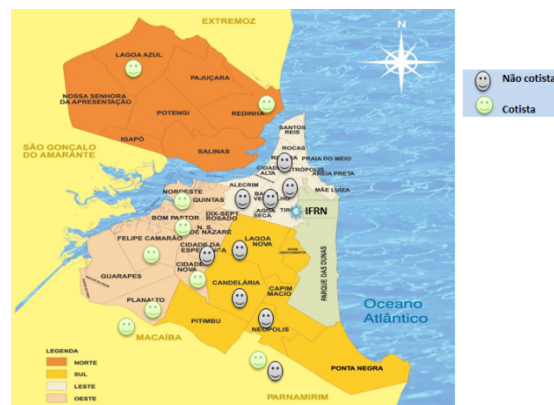 EXTREMOZ
N
LAGOA AZUL
PAJUÇARA
NOSSA SENHORA
DA APRESENTAÇÃO
POTENGI
REDINHA
IGAPÓ
SALINAS
SÃO GONÇALO
DO AMARANTE
SANTOS
REIS
ROCAS
PRAIA DO MEIO
CIDADE
ALTA
AREIA PRETA
MÃE LUIZA
ALECRIM
NORDESTE
QUINTAS
IFRN
BOM PASTOR
DIX-SEPT
ROSADO
N. S.
DE NAZARÉ
FELIPE CAMARÃO
CIDADE DA
ESPERANÇA
LAGOA
NOVA
CIDADE
NOVA
GUARAPES
CANDELÁRIA
CAPIM
MACIO
PARQUE DAS DUNAS
PLANALTO
PITIMBU
NEÓPOLIS
MACAÍBA
Oceano
Atlântico
PONTA NEGRA
PARNAMIRIM
LEGENDA
NORTE
SUL
LESTE
OESTE
Não cotista
Cotista